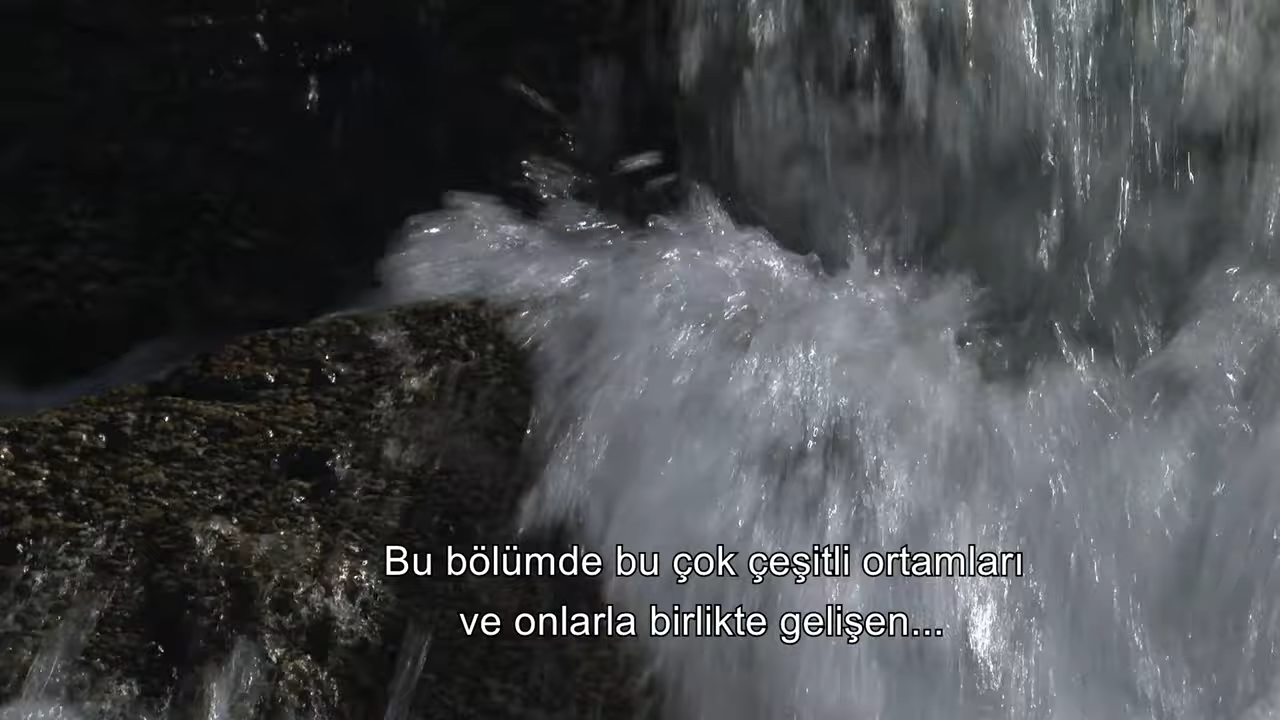 Bu bölümde bu çok çeşitli ortamları
ve onlarla birlikte gelişen...